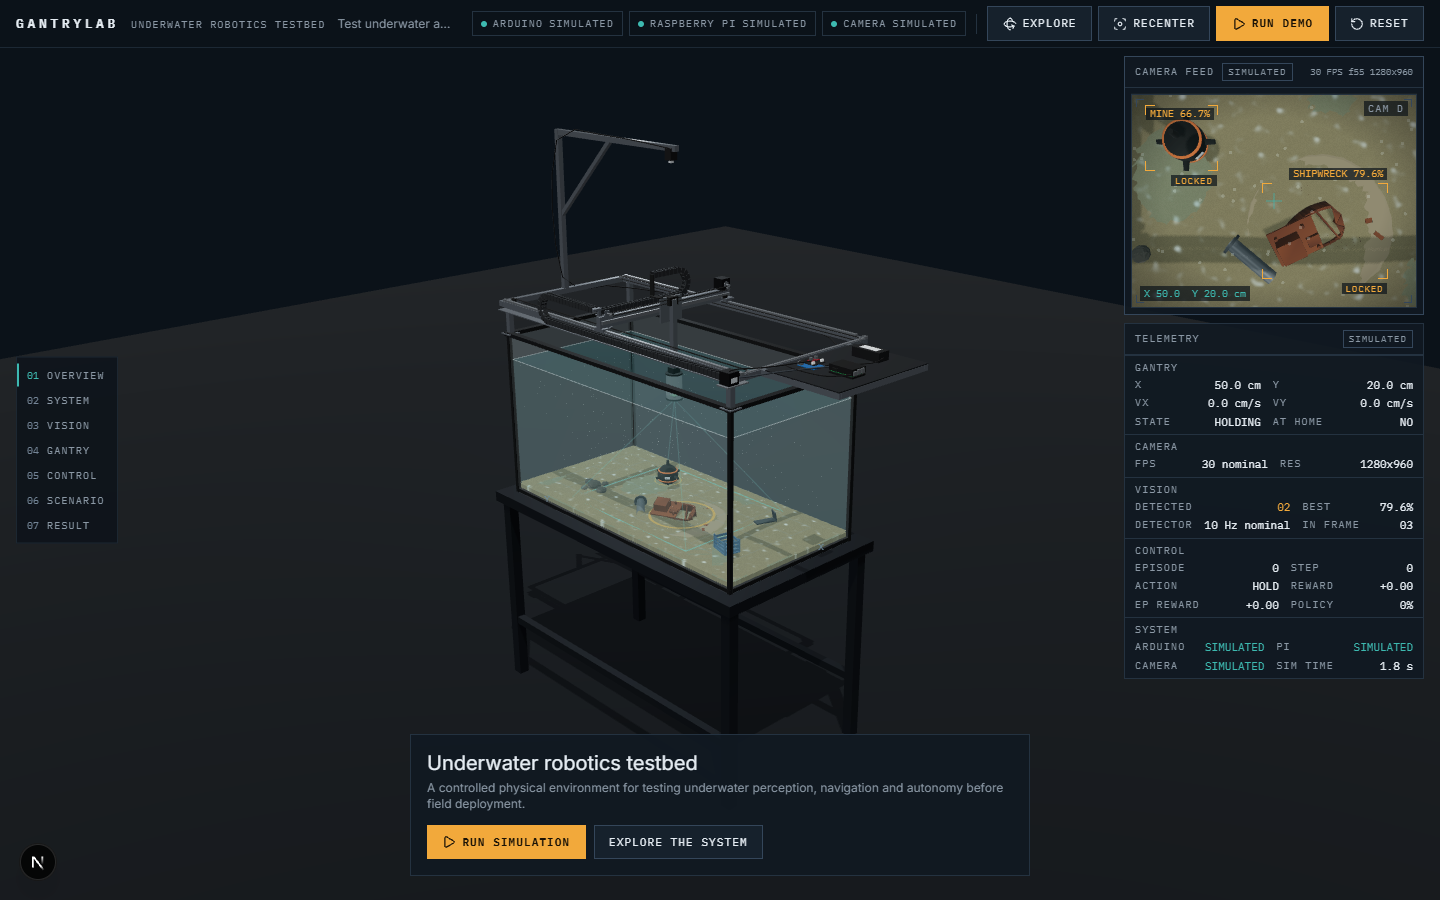 GANTRYLAB UNDERWATER ROBOTICS TESTBED Test underwater a...
ARDUINO SIMULATED
RASPBERRY PI SIMULATED
CAMERA SIMULATED
EXPLORE
RECENTER
RUN DEMO
RESET
CAMERA FEED SIMULATED 30 FPS f55 1280x960
MINE 66.7%
CAM D
LOCKED
SHIPWRECK 79.6%
LOCKED
X 50.0 Y 20.0 cm
TELEMETRY SIMULATED
GANTRY
X 50.0 cm Y 20.0 cm
VX 0.0 cm/s VY 0.0 cm/s
STATE HOLDING AT HOME NO
CAMERA
FPS 30 nominal RES 1280x960
VISION
DETECTED 02 BEST 79.6%
DETECTOR 10 Hz nominal IN FRAME 03
CONTROL
EPISODE 0 STEP 0
ACTION HOLD REWARD +0.00
EP REWARD +0.00 POLICY 0%
SYSTEM
ARDUINO SIMULATED PI SIMULATED
CAMERA SIMULATED SIM TIME 1.8 s
01 OVERVIEW
02 SYSTEM
03 VISION
04 GANTRY
05 CONTROL
06 SCENARIO
07 RESULT
Underwater robotics testbed
A controlled physical environment for testing underwater perception, navigation and autonomy before
field deployment.
RUN SIMULATION
EXPLORE THE SYSTEM
N